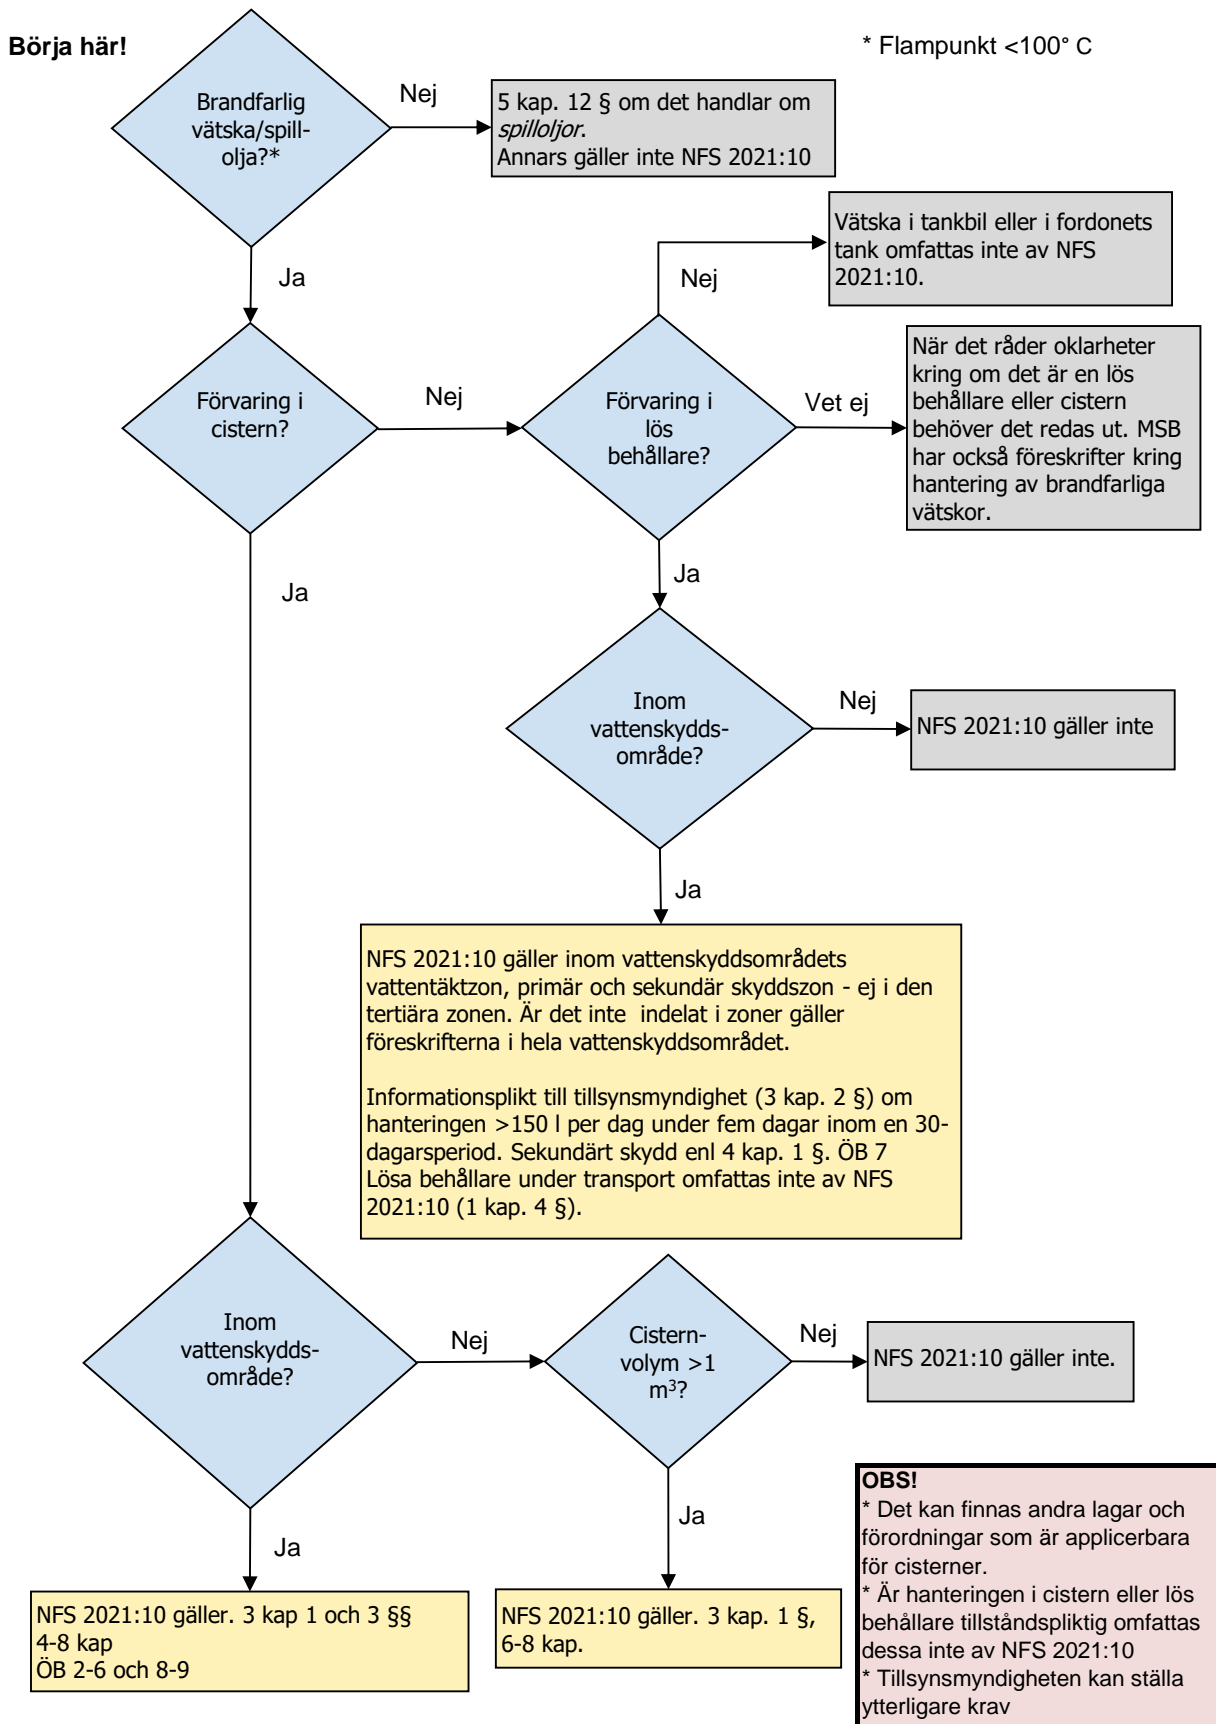 Börja här!
* Flampunkt <100° C
Brandfarlig
vätska/spill-
olja?*
Nej
5 kap. 12 § om det handlar om
spilloljor.
Annars gäller inte NFS 2021:10
Ja
Vätska i tankbil eller i fordonets
tank omfattas inte av NFS
2021:10.
Nej
Förvaring i
cistern?
Nej
Förvaring i
lös
behållare?
Vet ej
När det råder oklarheter
kring om det är en lös
behållare eller cistern
behöver det redas ut. MSB
har också föreskrifter kring
hantering av brandfarliga
vätskor.
Ja
Ja
Inom
vattenskydds-
område?
Nej
NFS 2021:10 gäller inte
Ja
NFS 2021:10 gäller inom vattenskyddsområdets
vattentäktzon, primär och sekundär skyddszon - ej i den
tertiära zonen. Är det inte  indelat i zoner gäller
föreskrifterna i hela vattenskyddsområdet.
Informationsplikt till tillsynsmyndighet (3 kap. 2 §) om
hanteringen >150 l per dag under fem dagar inom en 30-
dagarsperiod. Sekundärt skydd enl 4 kap. 1 §. ÖB 7
Lösa behållare under transport omfattas inte av NFS
2021:10 (1 kap. 4 §).
Inom
vattenskydds-
område?
Nej
Cistern-
volym >1
m³?
Nej
NFS 2021:10 gäller inte.
Ja
Ja
NFS 2021:10 gäller. 3 kap 1 och 3 §§
4-8 kap
ÖB 2-6 och 8-9
NFS 2021:10 gäller. 3 kap. 1 §,
6-8 kap.
OBS!
* Det kan finnas andra lagar och
förordningar som är applicerbara
för cisterner.
* Är hanteringen i cistern eller lös
behållare tillståndspliktig omfattas
dessa inte av NFS 2021:10
* Tillsynsmyndigheten kan ställa
ytterligare krav